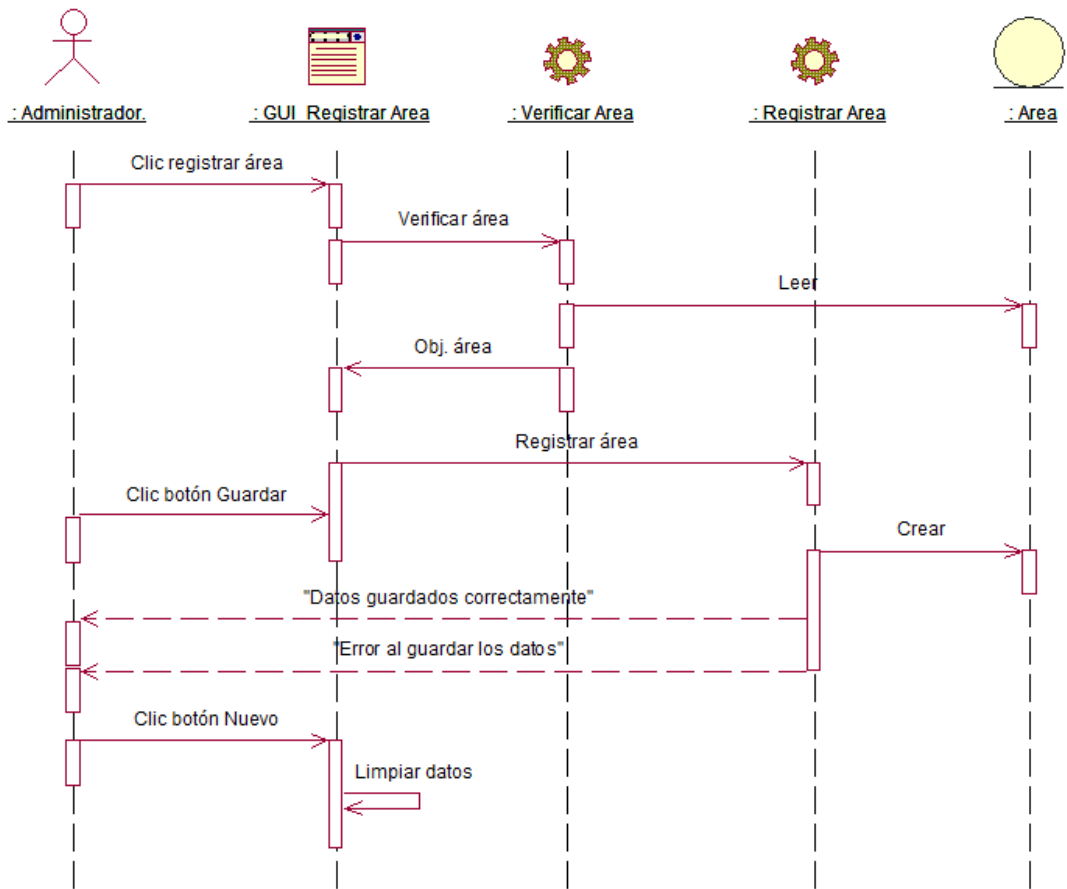 : Administrador.
: GUI_Registrar Area
: Verificar Area
: Registrar Area
: Area
Clic registrar área
Verificar área
Leer
Obj. área
Registrar área
Clic botón Guardar
Crear
"Datos guardados correctamente"
"Error al guardar los datos"
Clic botón Nuevo
Limpiar datos